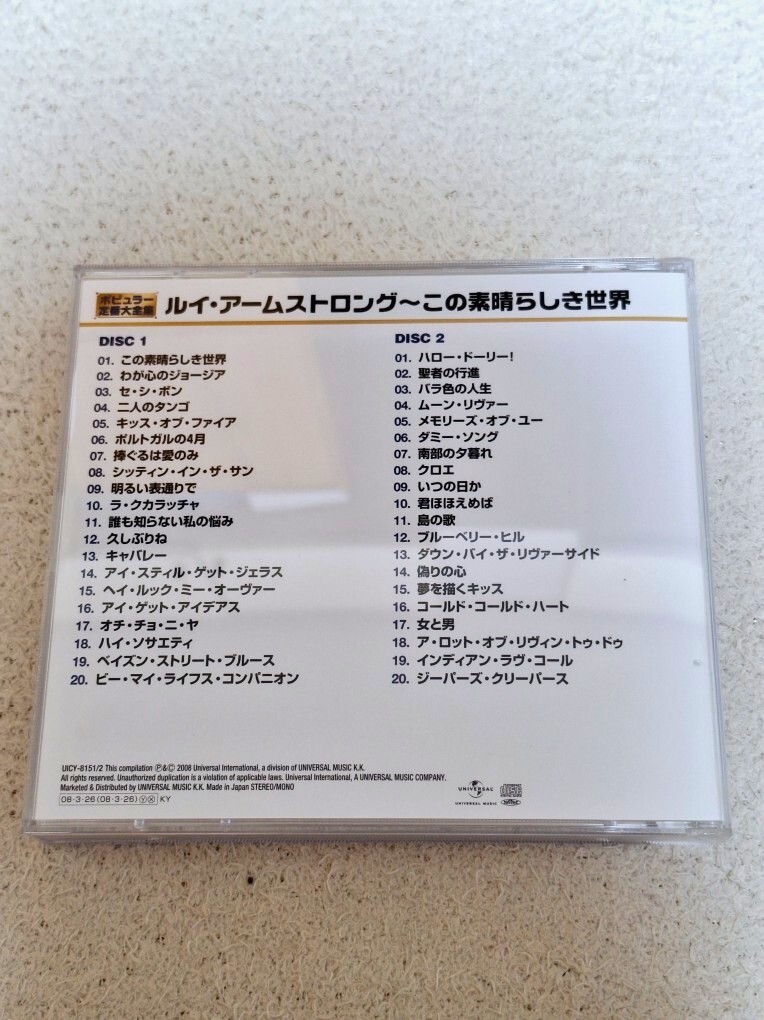 ポピュラー
定番大全集
ルイ・アームストロング〜この素晴らしき世界
DISC 1
01. この素晴らしき世界
02. わが心のジョージア
03. セ・シ・ボン
04. 二人のタンゴ
05. キッス・オブ・ファイア
06. ポルトガルの4月
07. 捧ぐるは愛のみ
08. シッティン・イン・ザ・サン
09. 明るい表通りで
10. ラ・クカラッチャ
11. 誰も知らない私の悩み
12. 久しぶりね
13. キャバレー
14. アイ・スティル・ゲット・ジェラス
15. ヘイ・ルック・ミー・オーヴァー
16. アイ・ゲット・アイデアス
17. オチ・チョ・ニ・ヤ
18. ハイ・ソサエティ
19. ベイズン・ストリート・ブルース
20. ビー・マイ・ライフス・コンパニオン
DISC 2
01. ハロー・ドーリー!
02. 聖者の行進
03. バラ色の人生
04. ムーン・リヴァー
05. メモリーズ・オブ・ユー
06. ダミー・ソング
07. 南部の夕暮れ
08. クロエ
09. いつの日か
10. 君ほほえめば
11. 島の歌
12. ブルーベリー・ヒル
13. ダウン・バイ・ザ・リヴァーサイド
14. 偽りの心
15. 夢を描くキッス
16. コールド・コールド・ハート
17. 女と男
18. ア・ロット・オブ・リヴィン・トゥ・ドゥ
19. インディアン・ラヴ・コール
20. ジーパーズ・クリーパース
UICY-8151/2 This compilation Ⓟ&© 2008 Universal International, a division of UNIVERSAL MUSIC K.K.
All rights reserved. Unauthorized duplication is a violation of applicable laws. Universal International, A UNIVERSAL MUSIC COMPANY.
Marketed & Distributed by UNIVERSAL MUSIC K.K. Made in Japan STEREO/MONO
08·3·26 (08·3·26) Ⓨ Ⓧ KY
UNIVERSAL
UNIVERSAL MUSIC